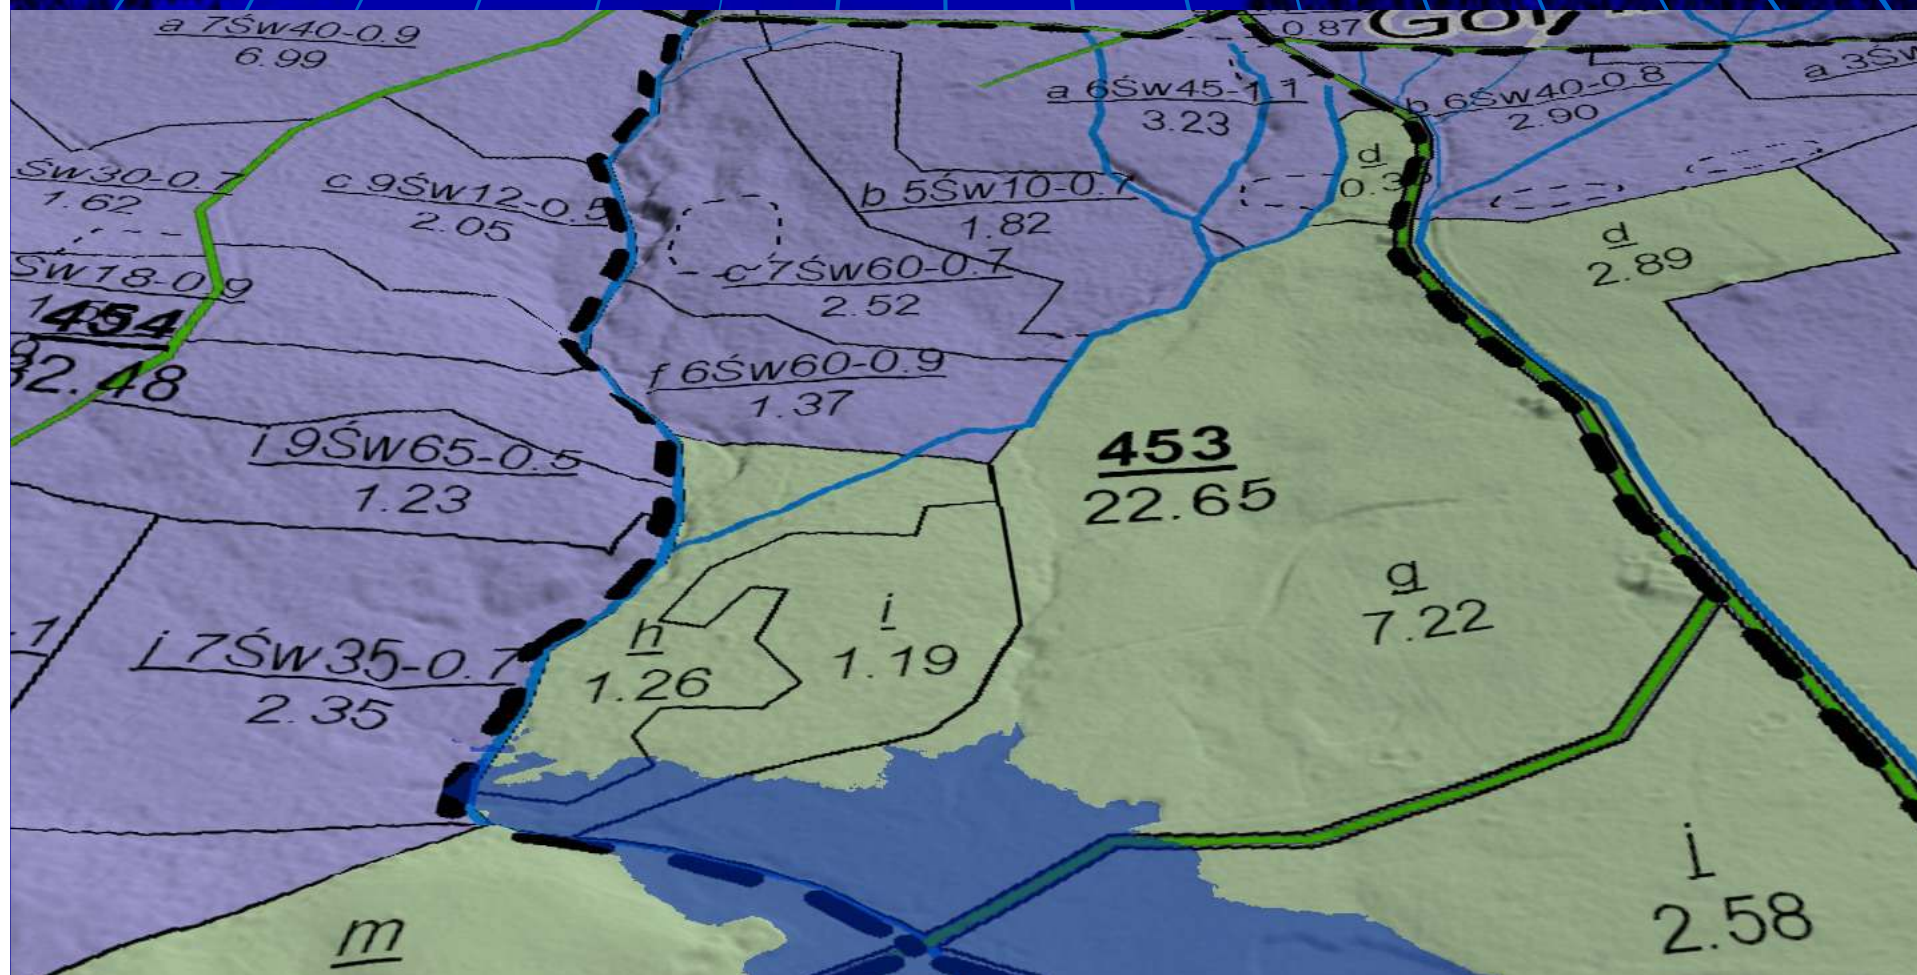 a 7Św40-0.9
6.99
0.87
a 6Św45-1.1
3.23
b 6Św40-0.8
2.90
a 3Św
Św30-0.7
1.62
c 9Św12-0.5
2.05
b 5Św10-0.7
1.82
d
d
2.89
Św18-0.9
454
32.48
c 7Św60-0.7
2.52
f 6Św60-0.9
1.37
i 9Św65-0.5
1.23
453
22.65
g
7.22
h
1.26
i
1.19
j 7Św35-0.7
2.35
j
2.58
m